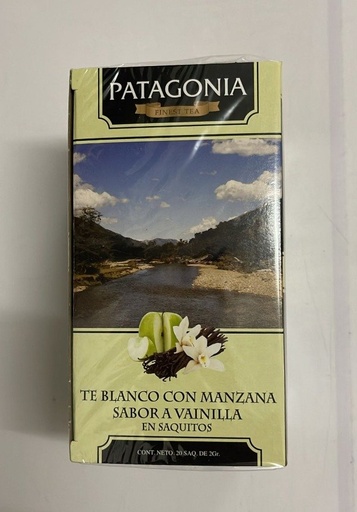 PATAGONIA
FINEST TEA
TE BLANCO CON MANZANA
SABOR A VAINILLA
EN SAQUITOS
CONT. NETO. 20 SAQ. DE 2Gr.